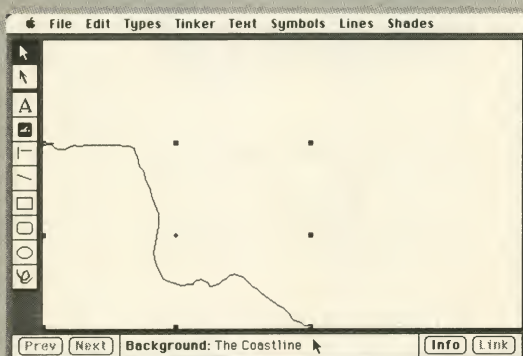 File Edit Types Tinker Text Symbols Lines Shades
A
Prev Next Background: The Coastline Info Link